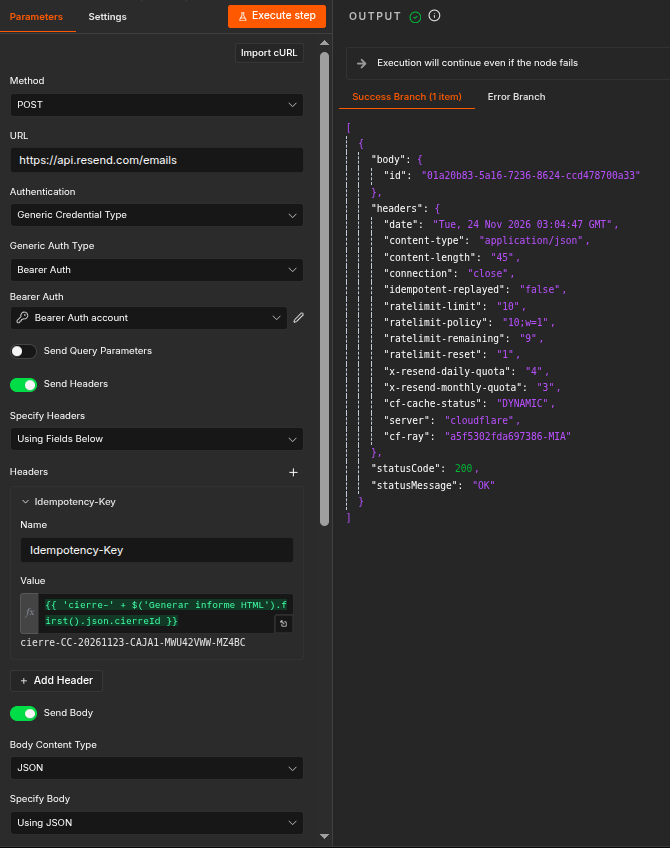 Parameters
Settings
Execute step
Import cURL
Method
POST
URL
https://api.resend.com/emails
Authentication
Generic Credential Type
Generic Auth Type
Bearer Auth
Bearer Auth
Bearer Auth account
Send Query Parameters
Send Headers
Specify Headers
Using Fields Below
Headers
Idempotency-Key
Name
Idempotency-Key
Value
fx
{{ 'cierre-' + $('Generar informe HTML').f
irst().json.cierreId }}
cierre-CC-20261123-CAJA1-MWU42VWW-MZ4BC
+ Add Header
Send Body
Body Content Type
JSON
Specify Body
Using JSON
OUTPUT
Execution will continue even if the node fails
Success Branch (1 item)
Error Branch
[
{
"body": {
"id": "01a20b83-5a16-7236-8624-ccd478700a33"
},
"headers": {
"date": "Tue, 24 Nov 2026 03:04:47 GMT",
"content-type": "application/json",
"content-length": "45",
"connection": "close",
"idempotent-replayed": "false",
"ratelimit-limit": "10",
"ratelimit-policy": "10;w=1",
"ratelimit-remaining": "9",
"ratelimit-reset": "1",
"x-resend-daily-quota": "4",
"x-resend-monthly-quota": "3",
"cf-cache-status": "DYNAMIC",
"server": "cloudflare",
"cf-ray": "a5f5302fda697386-MIA"
},
"statusCode": 200,
"statusMessage": "OK"
}
]